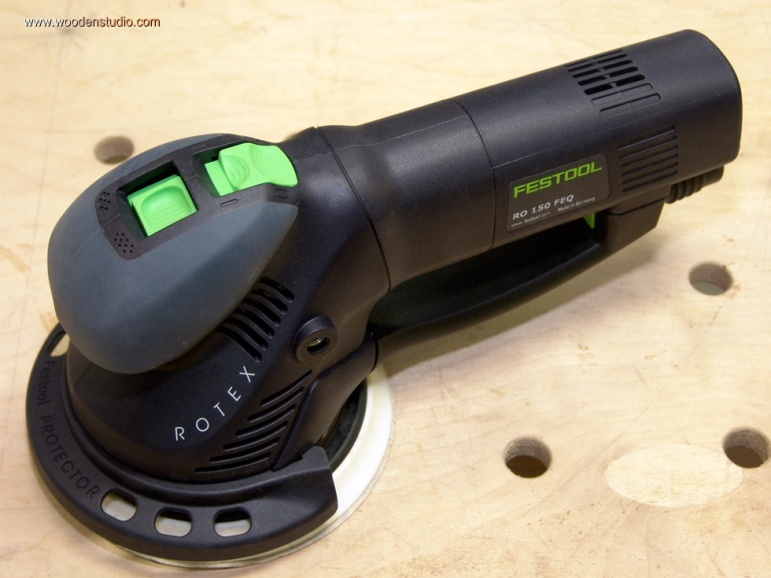 www.woodenstudio.com
FESTOOL
RO 150 FEQ
Made in Germany
ROTEX
Festool PROTECTOR